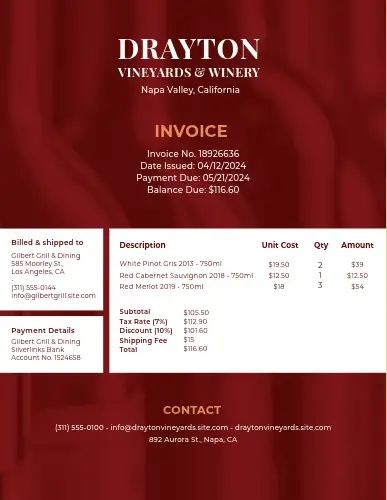 DRAYTON
VINEYARDS & WINERY
Napa Valley, California
INVOICE
Invoice No. 18926636
Date Issued: 04/12/2024
Payment Due: 05/21/2024
Balance Due: $116.60
Billed & shipped to
Gilbert Grill & Dining
585 Moorley St.,
Los Angeles, CA
-
(311) 555-0144
info@gilbertgrill.site.com
Payment Details
Gilbert Grill & Dining
Silverlinks Bank
Account No. 1524658
Description Unit Cost Qty Amount
White Pinot Gris 2013 - 750ml $19.50 2 $39
Red Cabernet Sauvignon 2018 - 750ml $12.50 1 $12.50
Red Merlot 2019 - 750ml $18 3 $54
Subtotal $105.50
Tax Rate (7%) $112.90
Discount (10%) $101.60
Shipping Fee $15
Total $116.60
CONTACT
(311) 555-0100 - info@draytonvineyards.site.com - draytonvineyards.site.com
892 Aurora St., Napa, CA